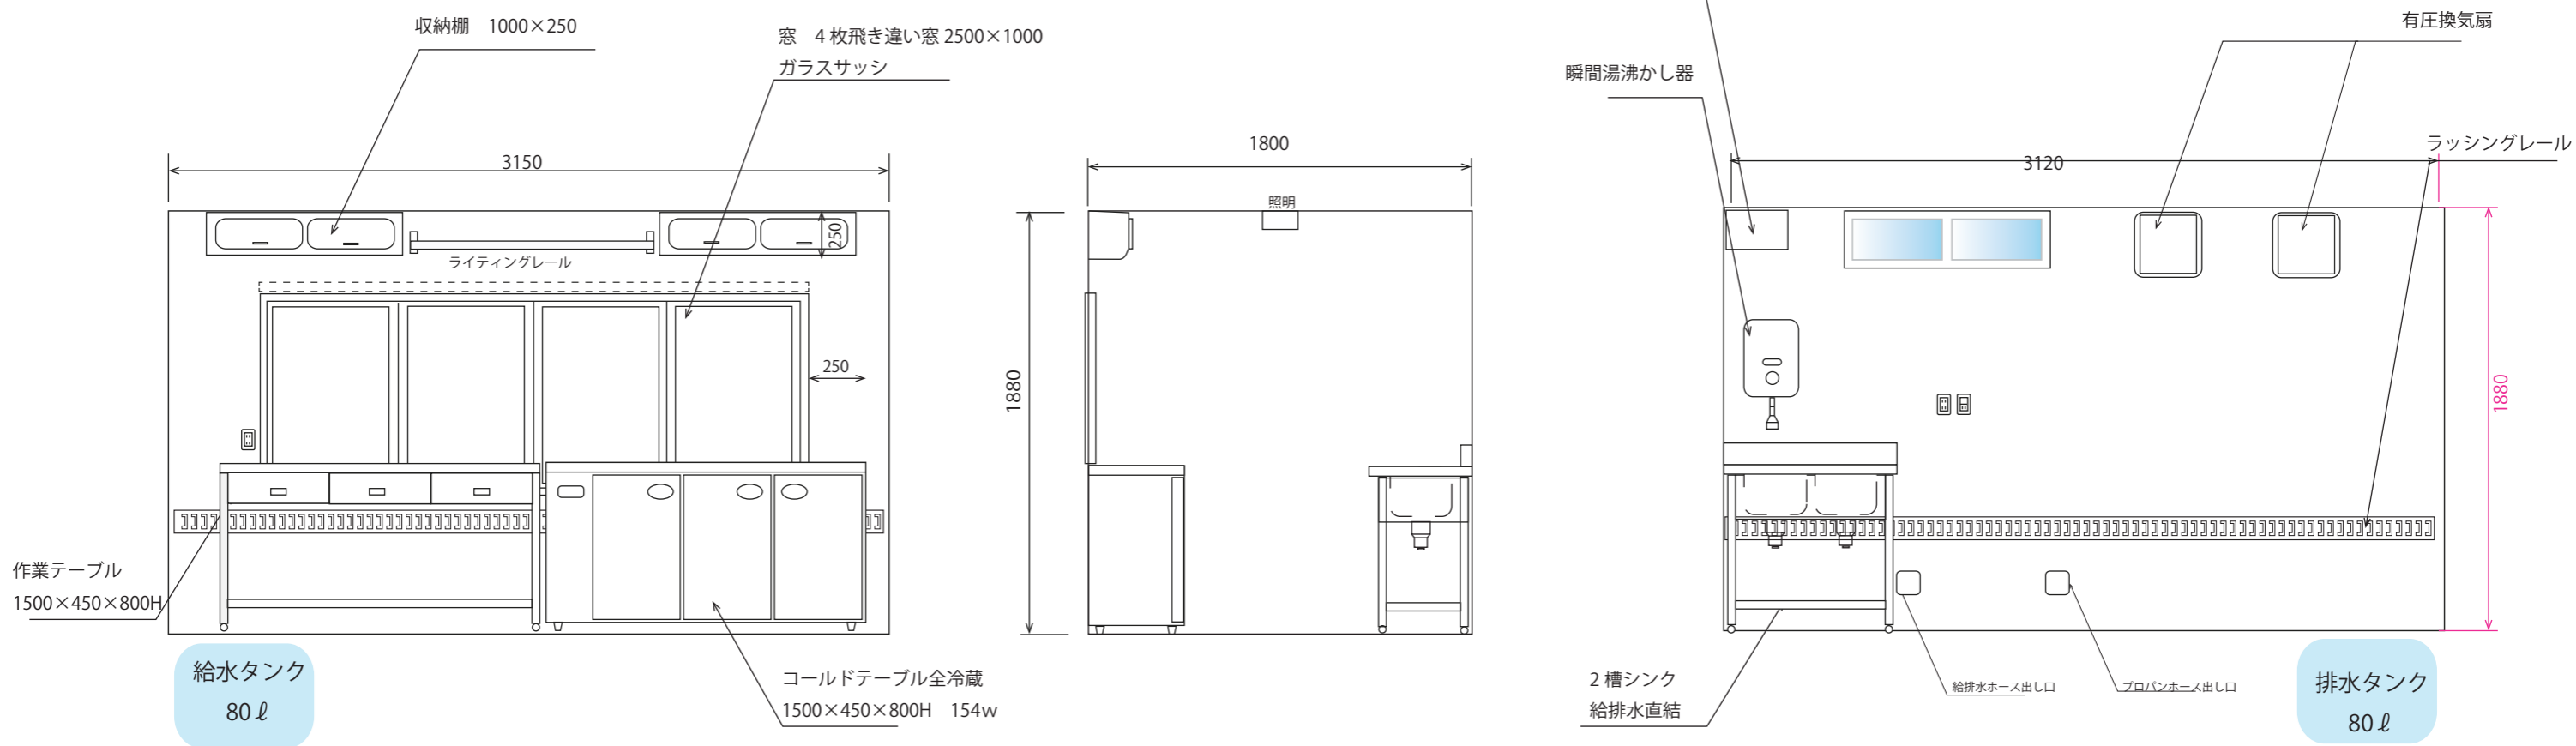 収納棚　1000×250
窓　4 枚飛き違い窓 2500×1000
ガラスサッシ
3150
250
ライティングレール
250
作業テーブル
1500×450×800H
給水タンク
80ℓ
コールドテーブル全冷蔵
1500×450×800H　154w
1800
照明
1880
有圧換気扇
瞬間湯沸かし器
ラッシングレール
3120
1880
2 槽シンク
給排水直結
給排水ホース出し口
プロパンホース出し口
排水タンク
80ℓ